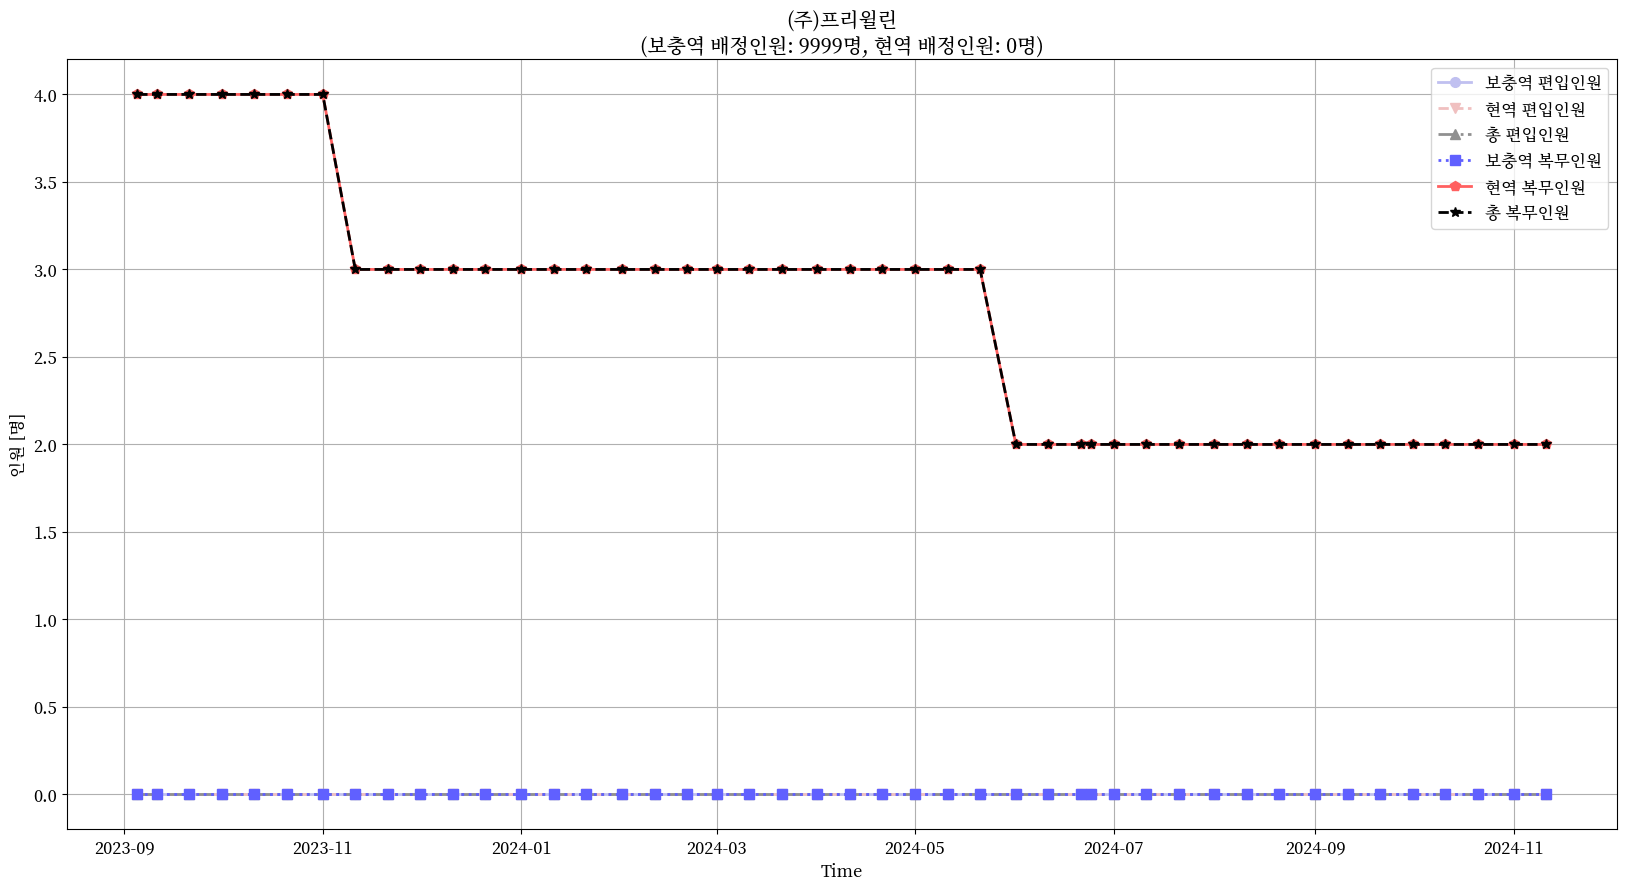 (주)프리윌린
(보충역 배정인원: 9999명, 현역 배정인원: 0명)
보충역 편입인원
현역 편입인원
총 편입인원
보충역 복무인원
현역 복무인원
총 복무인원
인원 [명]
4.0
3.5
3.0
2.5
2.0
1.5
1.0
0.5
0.0
2023-09 2023-11 2024-01 2024-03 2024-05 2024-07 2024-09 2024-11
Time